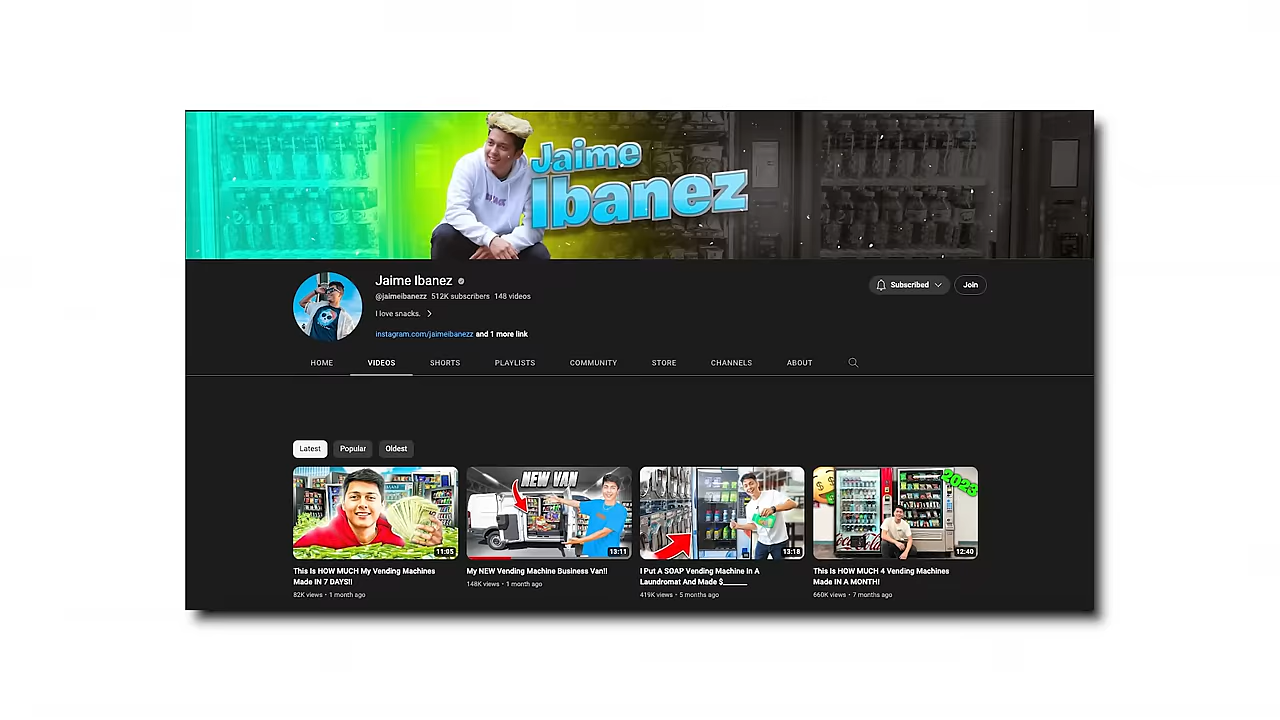 Jaime
Ibanez
Jaime Ibanez
@jaimeibanezz 512K subscribers 148 videos
I love snacks.
instagram.com/jaimeibanezz and 1 more link
Subscribed
Join
HOME VIDEOS SHORTS PLAYLISTS COMMUNITY STORE CHANNELS ABOUT
Latest Popular Oldest
11:05
NEW VAN
13:11
13:18
2023
12:40
This Is HOW MUCH My Vending Machines
Made IN 7 DAYS!!
82K views • 1 month ago
My NEW Vending Machine Business Van!!
148K views • 1 month ago
I Put A SOAP Vending Machine In A
Laundromat And Made $______
419K views • 5 months ago
This Is HOW MUCH 4 Vending Machines
Made IN A MONTH!
660K views • 7 months ago